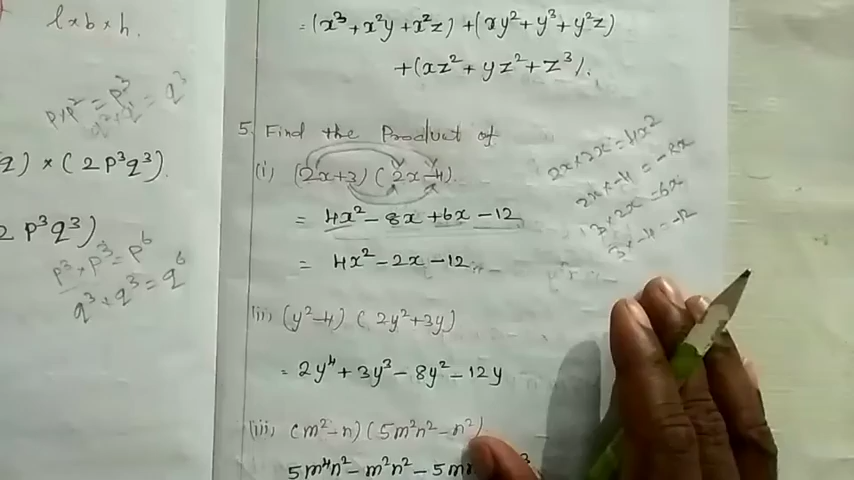 l×b×h.
p×p² = p³
q²×q = q³
q) × (2p³q³).
2p³q³)
p³×p³ = p⁶
q³×q³ = q⁶
= (x³ + x²y + x²z) + (xy² + y³ + y²z)
+ (xz² + yz² + z³).
5. Find the Product of
(i) (2x+3) (2x-4).
= 4x² - 8x + 6x - 12
= 4x² - 2x - 12.
(ii) (y²-4) (2y²+3y)
= 2y⁴ + 3y³ - 8y² - 12y
(iii) (m²-n) (5m²n²-n²)
5m⁴n² - m²n² - 5m
2x×2x = 4x²
2x×-4 = -8x
3×2x = 6x
3×-4 = -12